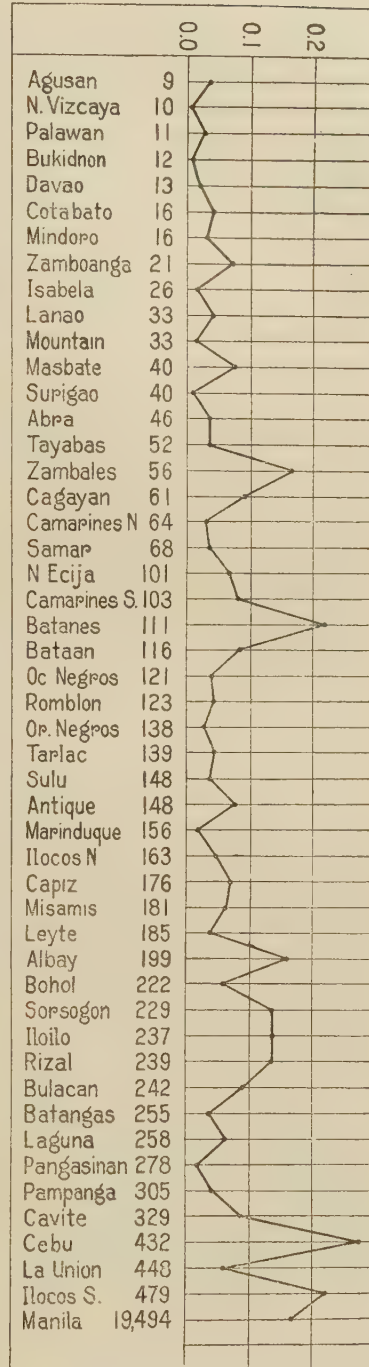 0.0 0.1 0.2
Agusan 9
N. Vizcaya 10
Palawan 11
Bukidnon 12
Davao 13
Cotabato 16
Mindoro 16
Zamboanga 21
Isabela 26
Lanao 33
Mountain 33
Masbate 40
Surigao 40
Abra 46
Tayabas 52
Zambales 56
Cagayan 61
Camarines N 64
Samar 68
N Ecija 101
Camarines S. 103
Batanes 111
Bataan 116
Oc Negros 121
Romblon 123
Or. Negros 138
Tarlac 139
Sulu 148
Antique 148
Marinduque 156
Ilocos N 163
Capiz 176
Misamis 181
Leyte 185
Albay 199
Bohol 222
Sorsogon 229
Iloilo 237
Rizal 239
Bulacan 242
Batangas 255
Laguna 258
Pangasinan 278
Pampanga 305
Cavite 329
Cebu 432
La Union 448
Ilocos S. 479
Manila 19,494